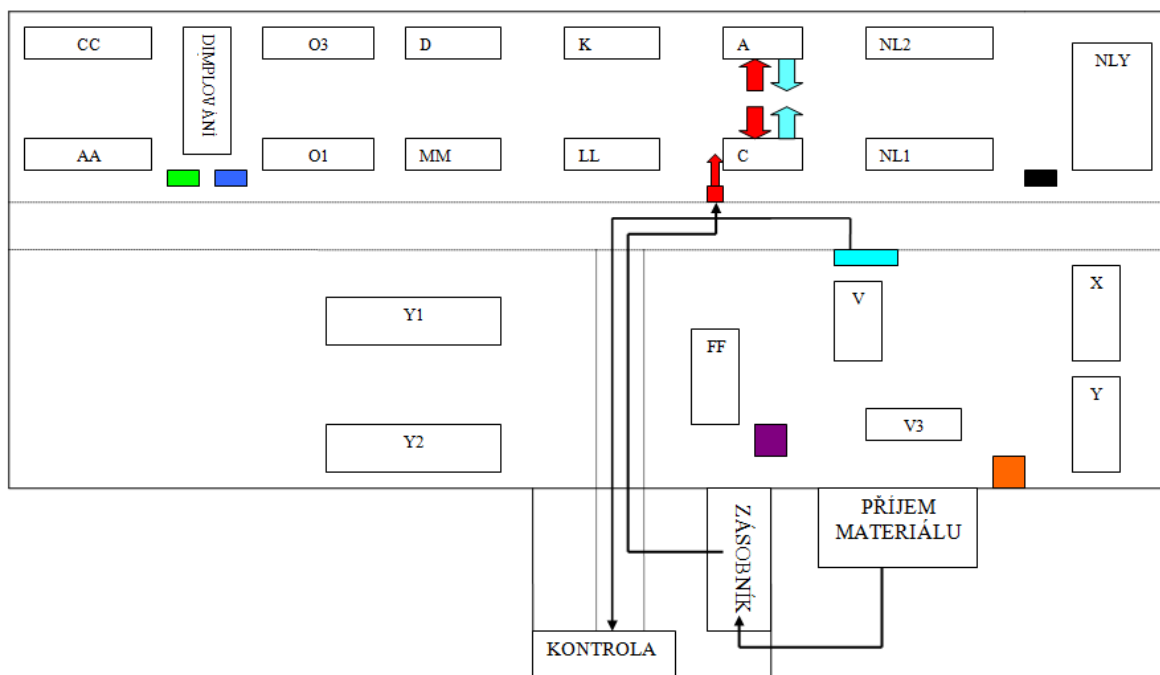 CC
DIMPLOVÁNÍ
O3
D
K
A
NL2
NLY
AA
O1
MM
LL
C
NL1
Y1
V
X
FF
Y2
V3
Y
ZÁSOBNÍK
PŘÍJEM
MATERIÁLU
KONTROLA